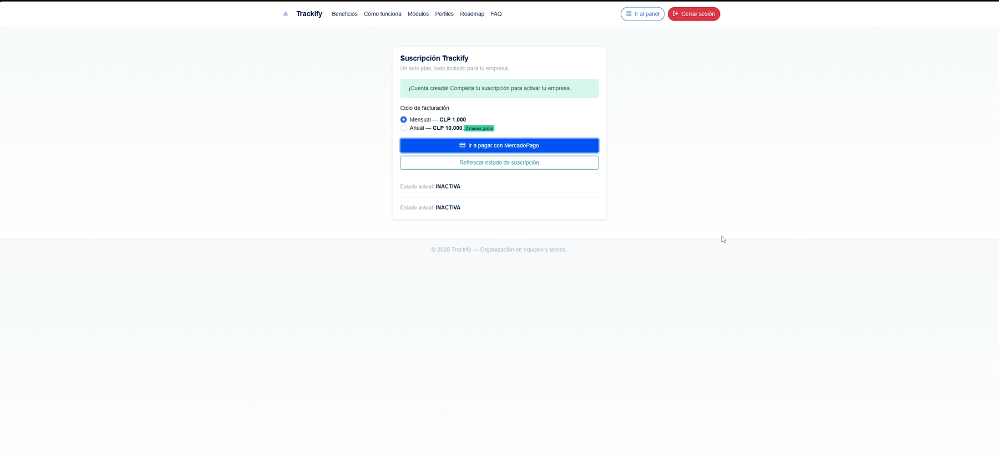 Trackify Beneficios Cómo funciona Módulos Perfiles Roadmap FAQ Ir al panel Cerrar sesión
Suscripción Trackify
Un solo plan, todo incluido para tu empresa.
¡Cuenta creada! Completa tu suscripción para activar tu empresa.
Ciclo de facturación
Mensual — CLP 1.000
Anual — CLP 10.000 2 meses gratis
Ir a pagar con MercadoPago
Refrescar estado de suscripción
Estado actual: INACTIVA
Estado actual: INACTIVA
© 2025 Trackify — Organización de equipos y tareas.